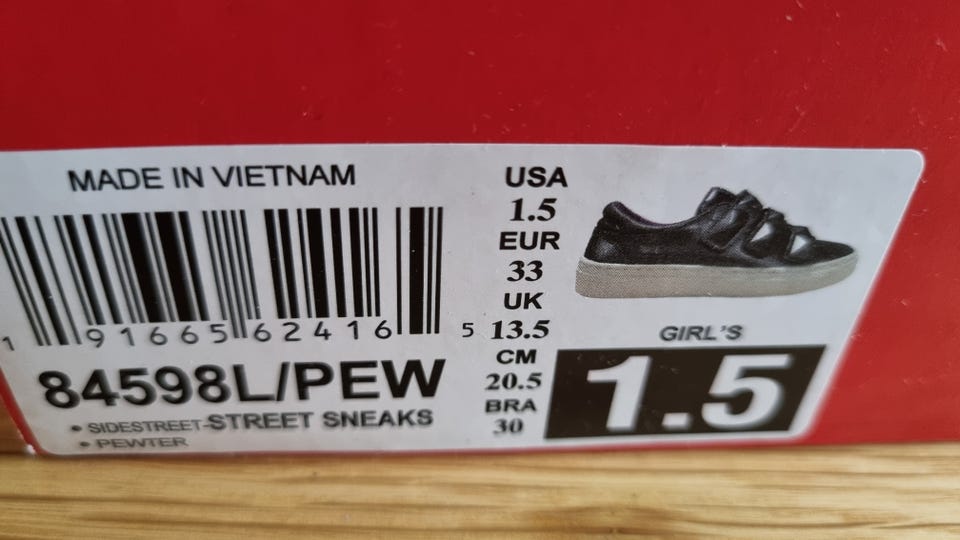 MADE IN VIETNAM
1 91665 62416 5
84598L/PEW
• SIDESTREET-STREET SNEAKS
• PEWTER
USA
1.5
EUR
33
UK
13.5
CM
20.5
BRA
30
GIRL'S
1.5